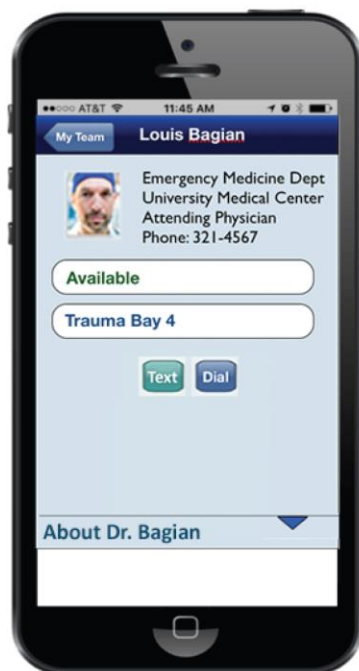 AT&T 11:45 AM
My Team Louis Bagian
Emergency Medicine Dept
University Medical Center
Attending Physician
Phone: 321-4567
Available
Trauma Bay 4
Text Dial
About Dr. Bagian